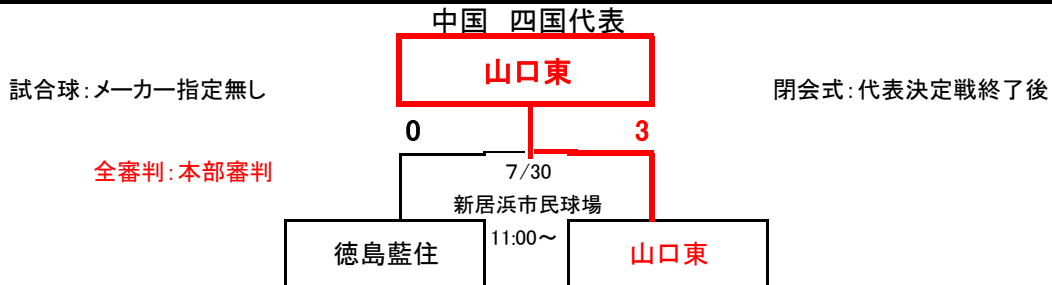 中国　四国代表
山口東
試合球：メーカー指定無し
閉会式：代表決定戦終了後
0
3
全審判：本部審判
7/30
新居浜市民球場
11:00～
徳島藍住
山口東